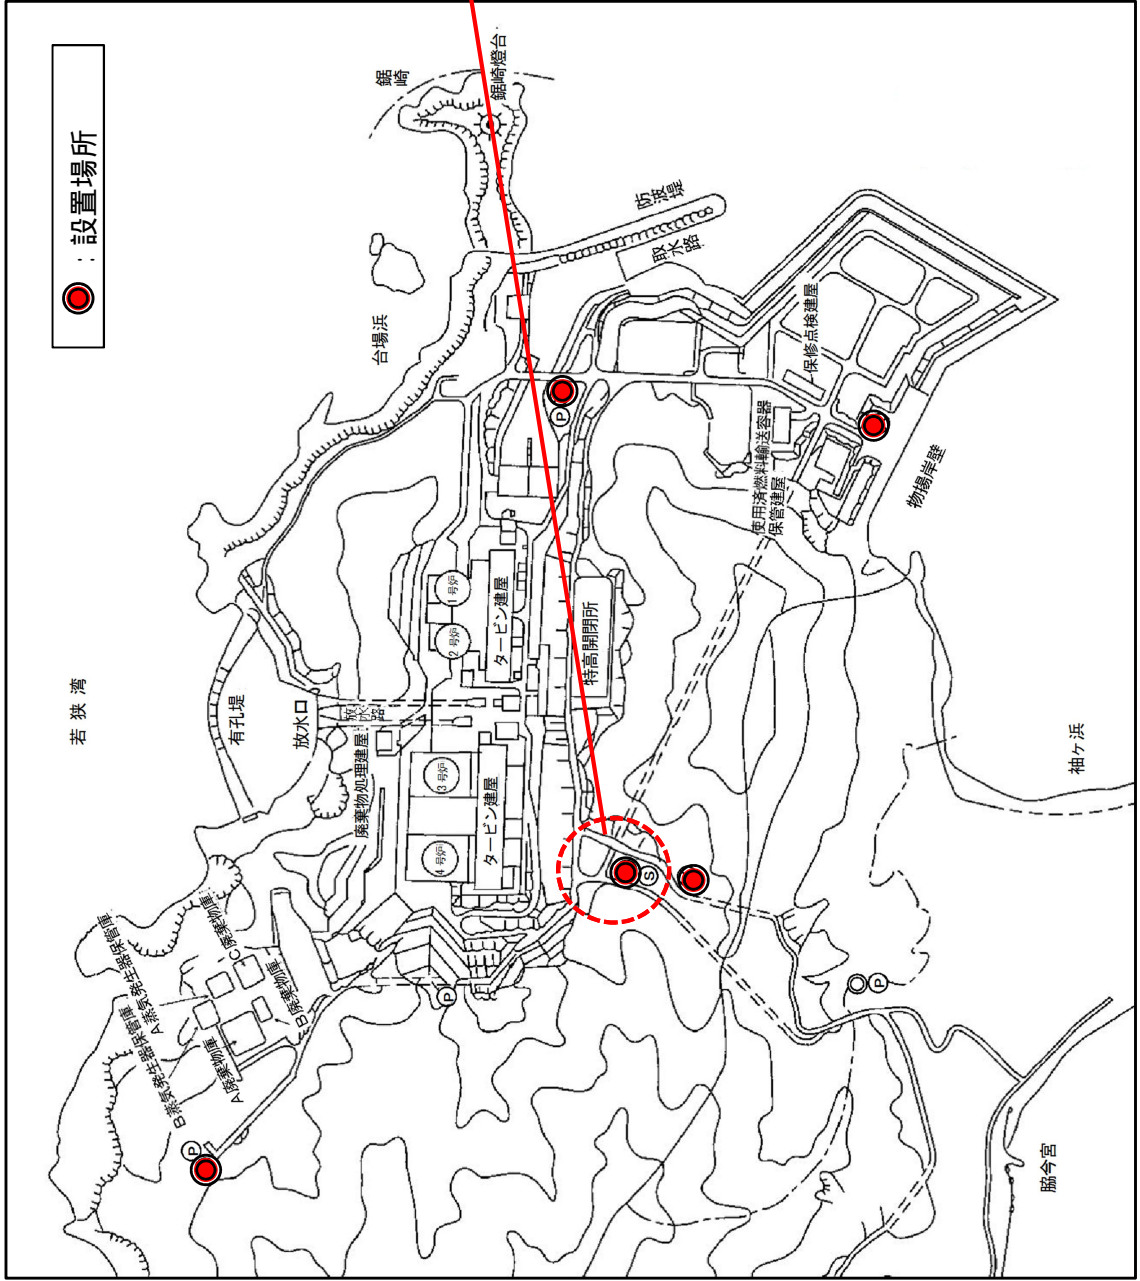 ：設置場所
鋸崎
鋸崎燈台
防波堤
取水路
台場浜
保修点検建屋
使用済燃料輸送容器
保管建屋
物揚岸壁
P
1号炉
2号炉
タービン建屋
特高開閉所
若狭湾
有孔堤
放水口
放水路
廃棄物処理建屋
3号炉
4号炉
タービン建屋
袖ヶ浜
S
A蒸気発生器保管庫
B蒸気発生器保管庫
C廃棄物庫
B廃棄物庫
A廃棄物庫
P
P
P
脇今宮